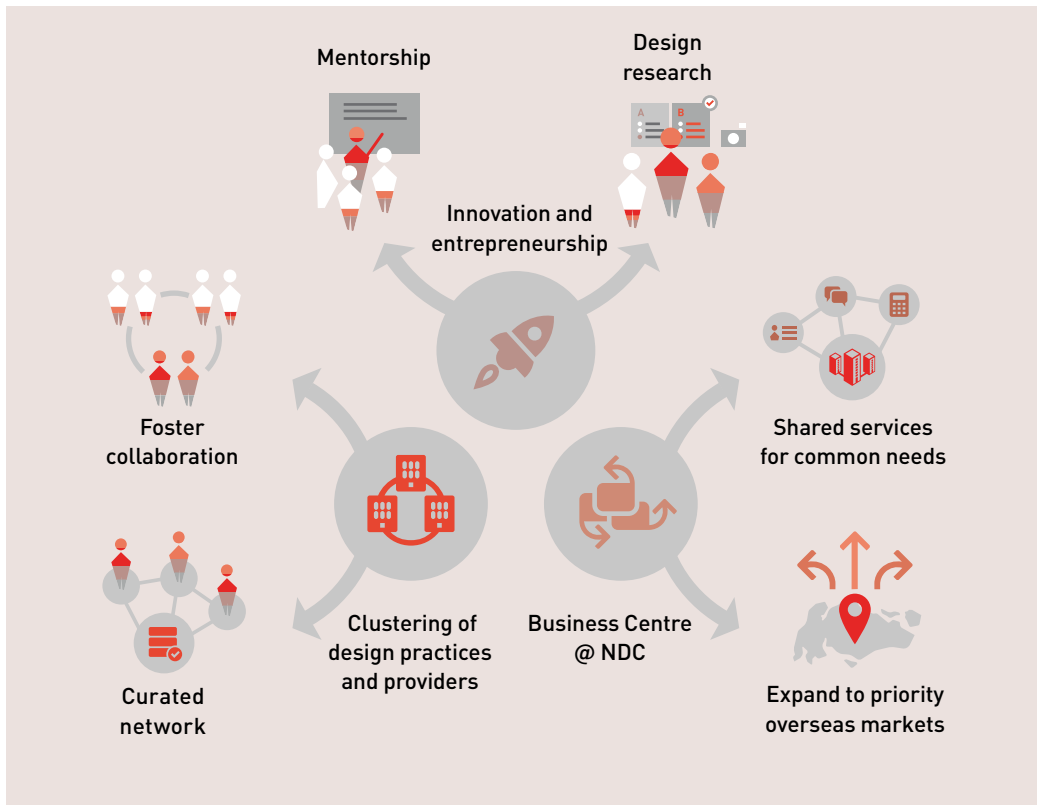 Mentorship
Design
research
A
B
Innovation and
entrepreneurship
Foster
collaboration
Shared services
for common needs
Clustering of
design practices
and providers
Business Centre
@ NDC
Curated
network
Expand to priority
overseas markets